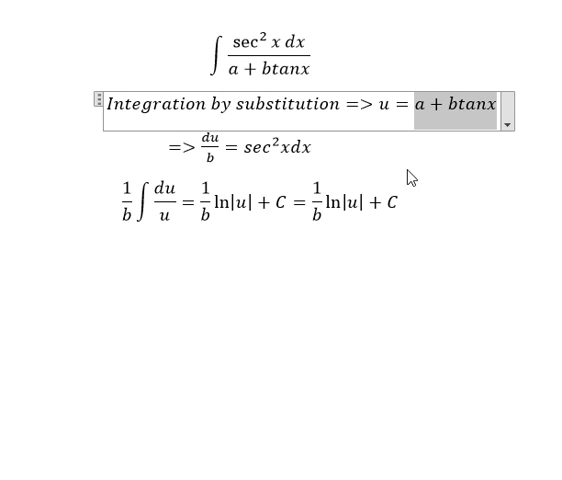 ∫ sec² x dx / a + btanx
Integration by substitution => u = a + btanx
=> du/b = sec²xdx
1/b ∫ du/u = 1/b ln|u| + C = 1/b ln|u| + C